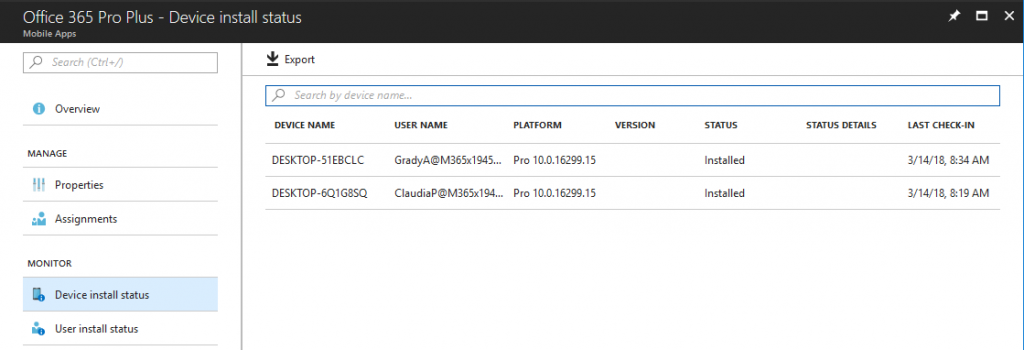 Office 365 Pro Plus - Device install status
Mobile Apps
Search (Ctrl+/)
Overview
MANAGE
Properties
Assignments
MONITOR
Device install status
User install status
Export
Search by device name...
DEVICE NAME USER NAME PLATFORM VERSION STATUS STATUS DETAILS LAST CHECK-IN
DESKTOP-51EBCLC GradyA@M365x1945... Pro 10.0.16299.15 Installed 3/14/18, 8:34 AM
DESKTOP-6Q1G8SQ ClaudiaP@M365x194... Pro 10.0.16299.15 Installed 3/14/18, 8:19 AM